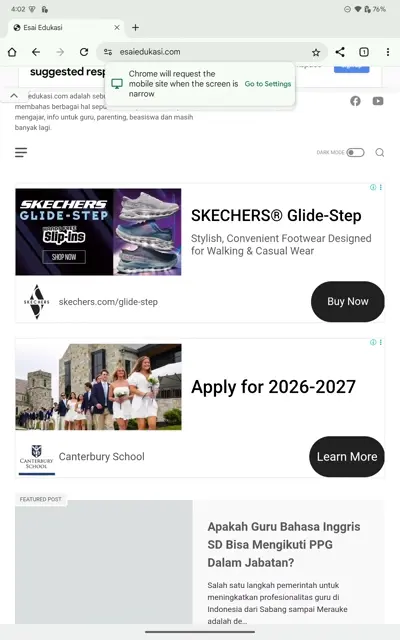 4:02
76%
Esai Edukasi
esaiedukasi.com
1
suggested resp
Chrome will request the
mobile site when the screen is
narrow
Go to Settings
edukasi.com adalah
membahas berbagai hal
mengajar, info untuk guru, parenting, beasiswa dan masih
banyak lagi.
DARK MODE
SKECHERS
GLIDE-STEP
HANDS FREE
Slip-ins
SHOP NOW
SKECHERS® Glide-Step
Stylish, Convenient Footwear Designed
for Walking & Casual Wear
SKECHERS
skechers.com/glide-step
Buy Now
Apply for 2026-2027
CANTERBURY
SCHOOL
Canterbury School
Learn More
FEATURED POST
Apakah Guru Bahasa Inggris
SD Bisa Mengikuti PPG
Dalam Jabatan?
Salah satu langkah pemerintah untuk
meningkatkan profesionalitas guru di
Indonesia dari Sabang sampai Merauke
adalah de...